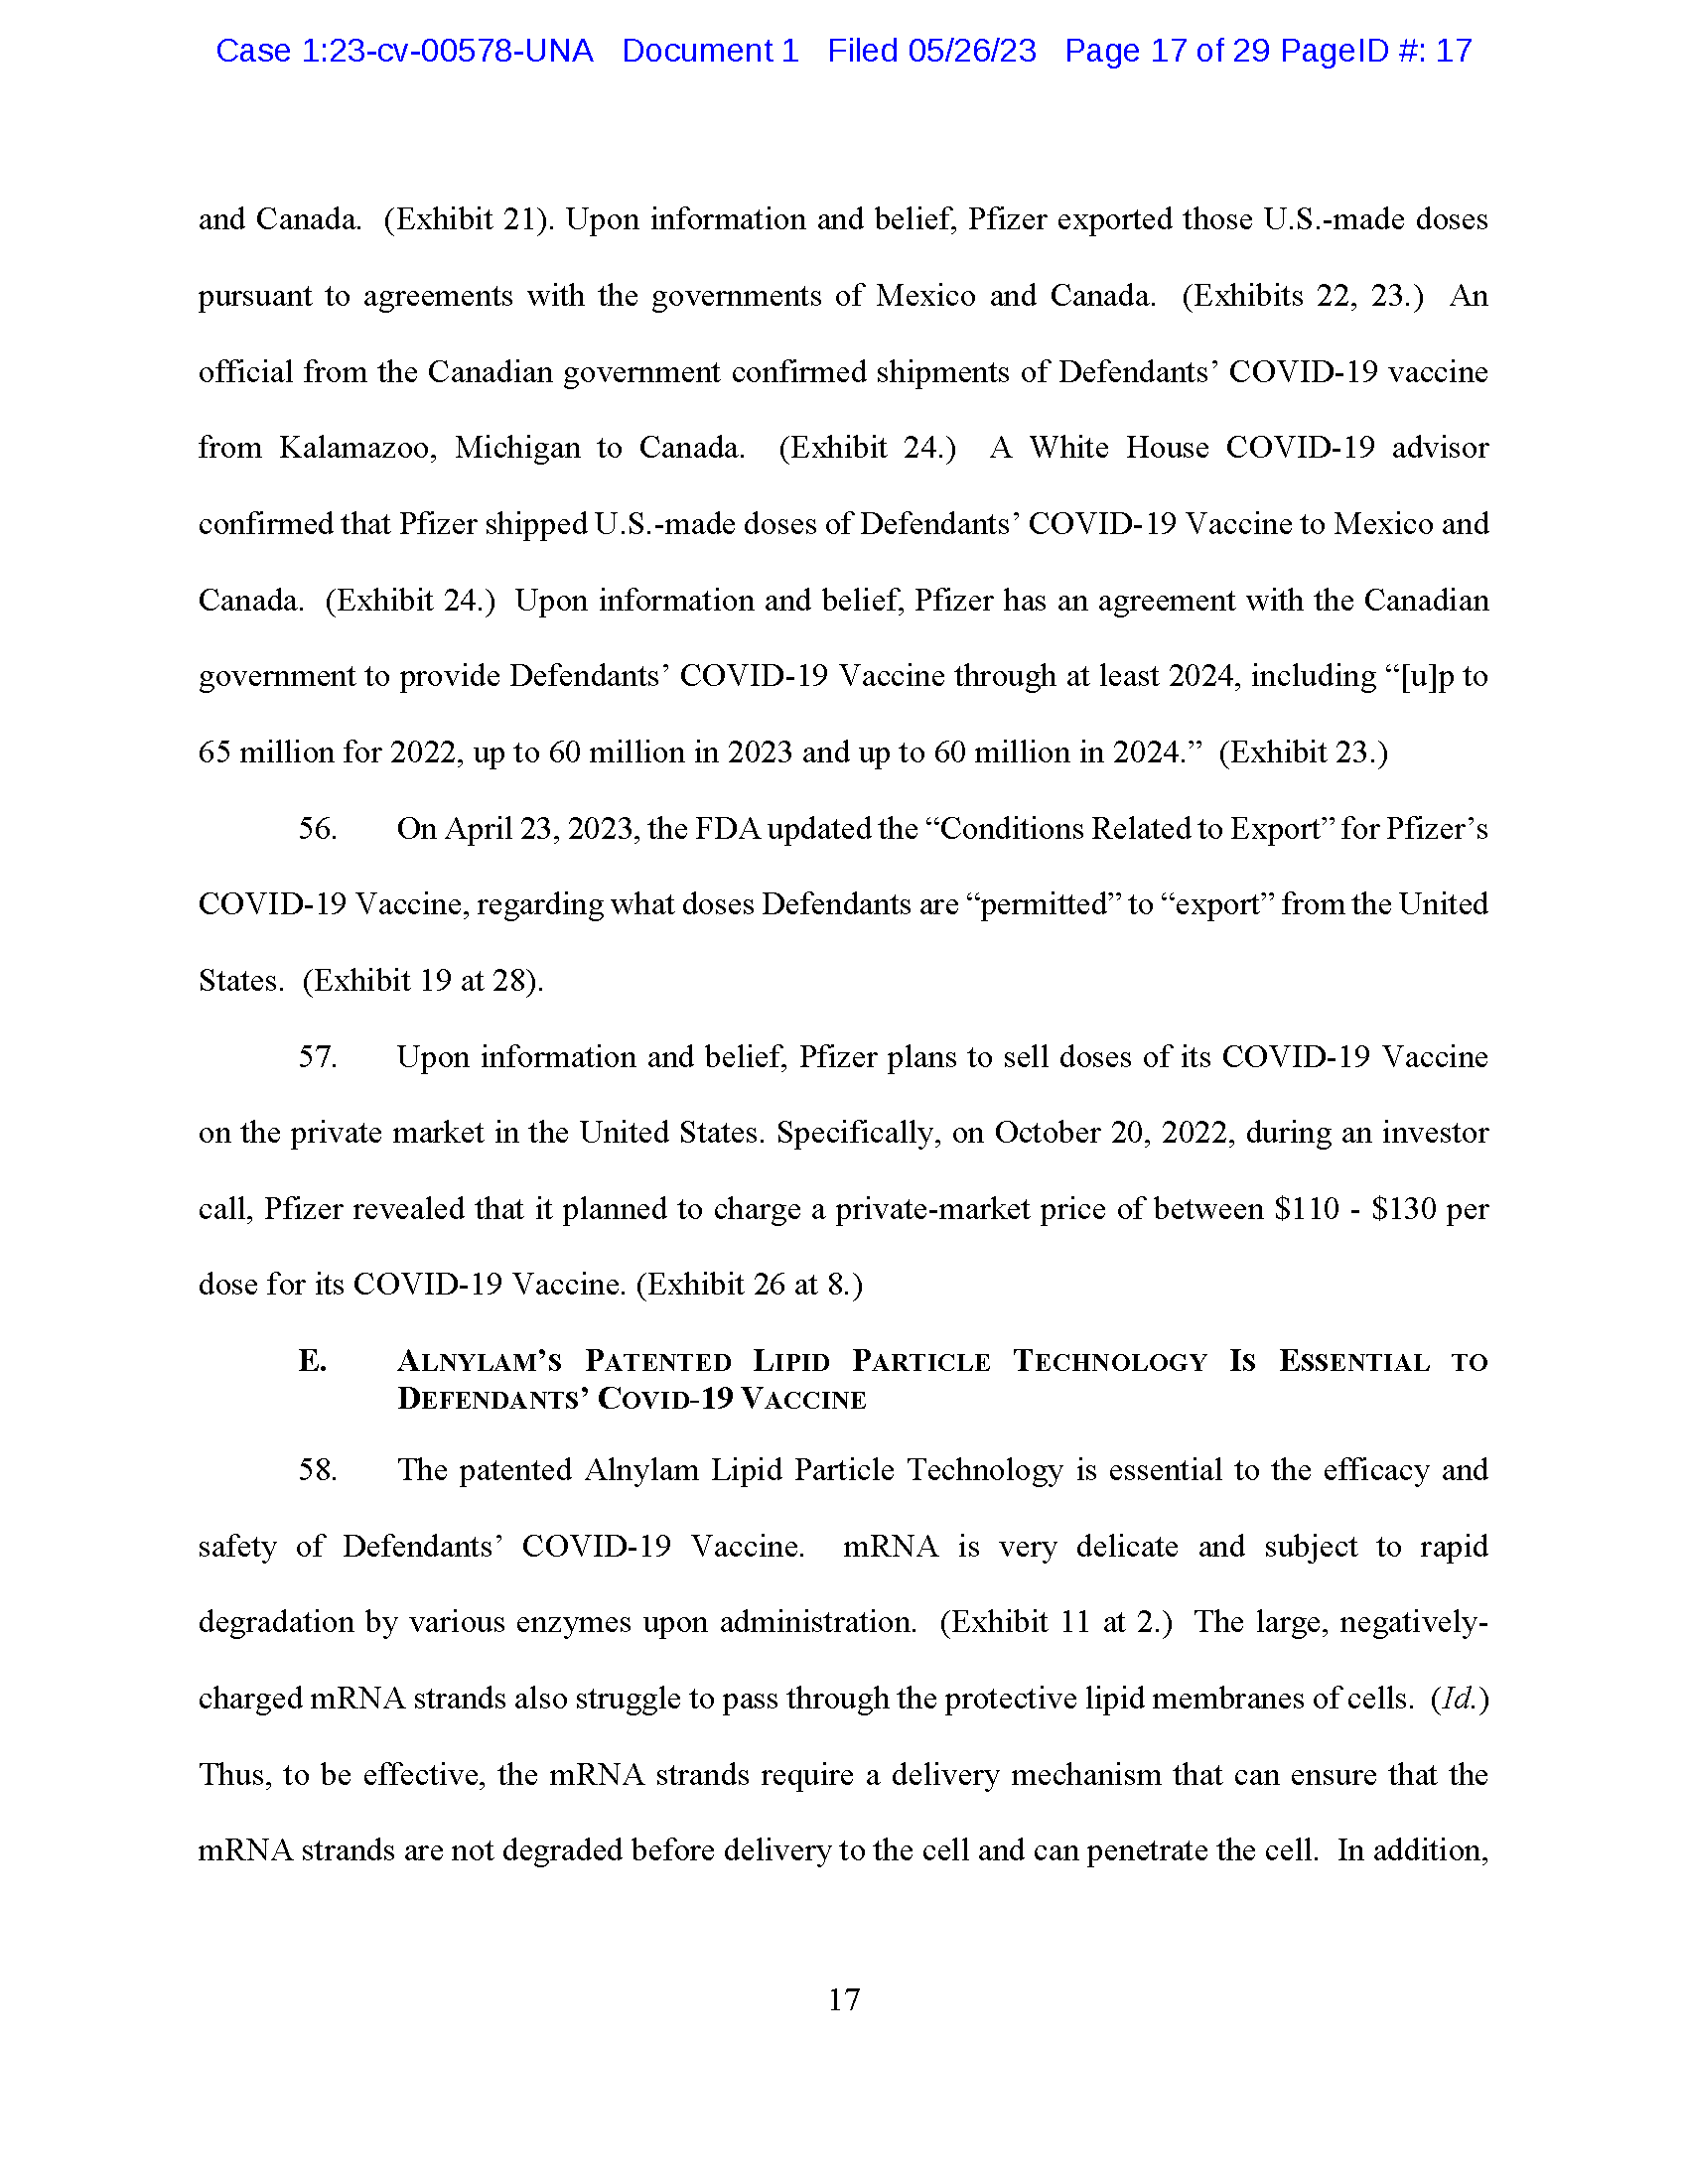 Case 1:23-cv-00578-UNA Document 1 Filed 05/26/23 Page 17 of 29 PageID #: 17
and Canada. (Exhibit 21). Upon information and belief, Pfizer exported those U.S.-made doses
pursuant to agreements with the governments of Mexico and Canada. (Exhibits 22, 23.) An
official from the Canadian government confirmed shipments of Defendants’ COVID-19 vaccine
from Kalamazoo, Michigan to Canada. (Exhibit 24.) A White House COVID-19 advisor
confirmed that Pfizer shipped U.S.-made doses of Defendants’ COVID-19 Vaccine to Mexico and
Canada. (Exhibit 24.) Upon information and belief, Pfizer has an agreement with the Canadian
government to provide Defendants’ COVID-19 Vaccine through at least 2024, including “[u]p to
65 million for 2022, up to 60 million in 2023 and up to 60 million in 2024.” (Exhibit 23.)
56. On April 23, 2023, the FDA updated the “Conditions Related to Export” for Pfizer’s
COVID-19 Vaccine, regarding what doses Defendants are “permitted” to “export” from the United
States. (Exhibit 19 at 28).
57. Upon information and belief, Pfizer plans to sell doses of its COVID-19 Vaccine
on the private market in the United States. Specifically, on October 20, 2022, during an investor
call, Pfizer revealed that it planned to charge a private-market price of between $110 - $130 per
dose for its COVID-19 Vaccine. (Exhibit 26 at 8.)
E. ALNYLAM’S PATENTED LIPID PARTICLE TECHNOLOGY IS ESSENTIAL TO
DEFENDANTS’ COVID-19 VACCINE
58. The patented Alnylam Lipid Particle Technology is essential to the efficacy and
safety of Defendants’ COVID-19 Vaccine. mRNA is very delicate and subject to rapid
degradation by various enzymes upon administration. (Exhibit 11 at 2.) The large, negatively-
charged mRNA strands also struggle to pass through the protective lipid membranes of cells. (Id.)
Thus, to be effective, the mRNA strands require a delivery mechanism that can ensure that the
mRNA strands are not degraded before delivery to the cell and can penetrate the cell. In addition,
17